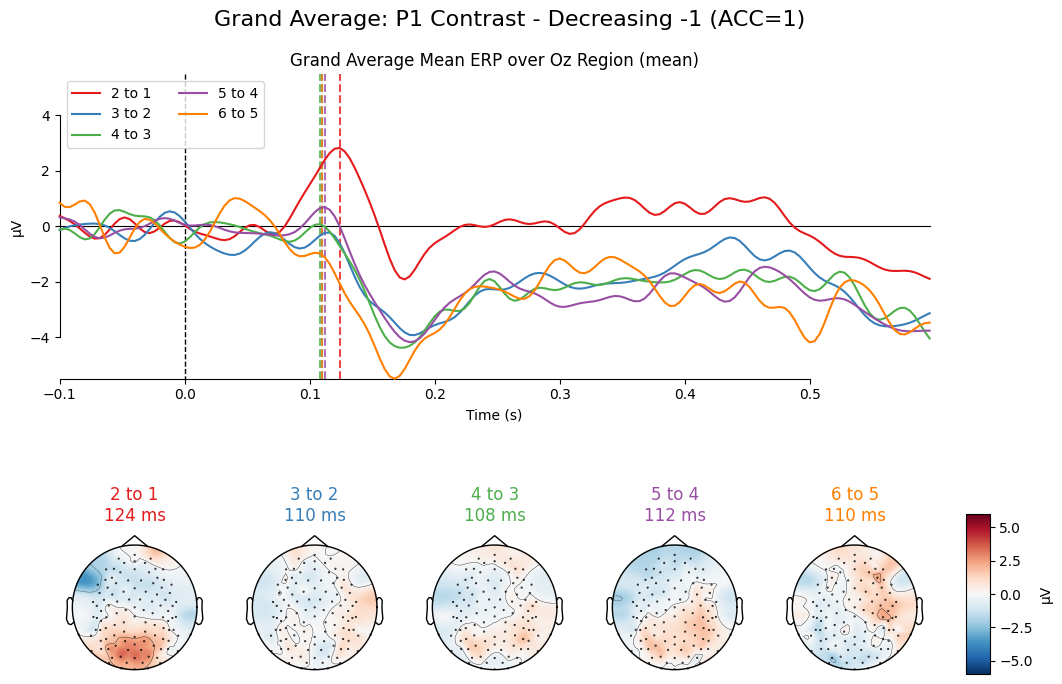 Grand Average: P1 Contrast - Decreasing -1 (ACC=1)
Grand Average Mean ERP over Oz Region (mean)
2 to 1
3 to 2
4 to 3
5 to 4
6 to 5
4
2
0
−2
−4
µV
−0.1 0.0 0.1 0.2 0.3 0.4 0.5
Time (s)
2 to 1
124 ms
3 to 2
110 ms
4 to 3
108 ms
5 to 4
112 ms
6 to 5
110 ms
5.0
2.5
0.0
−2.5
−5.0
µV